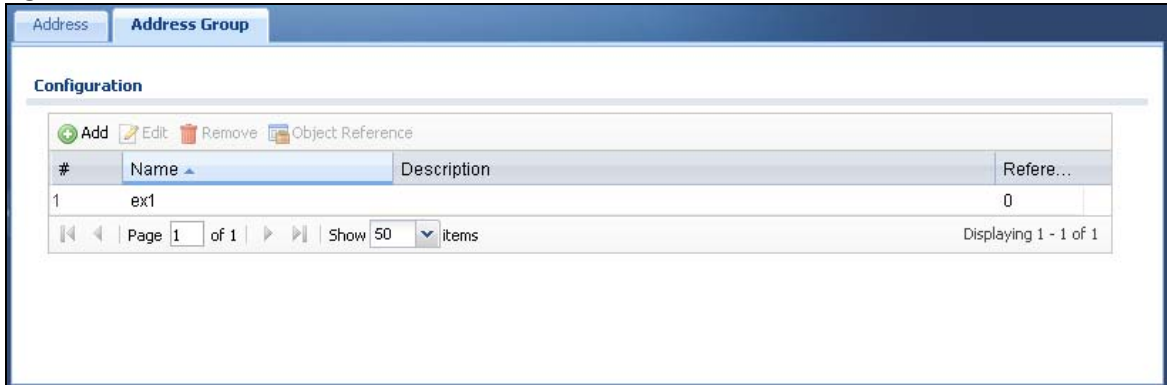 Address Address Group
Configuration
Add Edit Remove Object Reference
# Name Description Refere...
1 ex1 0
Page 1 of 1 Show 50 items Displaying 1 - 1 of 1